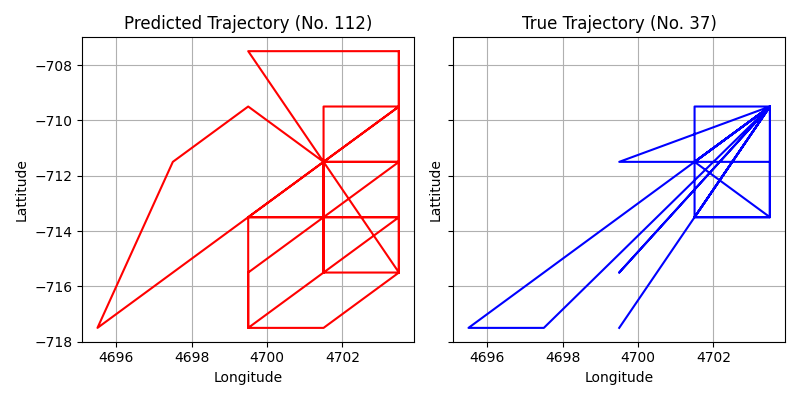 Predicted Trajectory (No. 112)
True Trajectory (No. 37)
Lattitude
−708
−710
−712
−714
−716
−718
4696 4698 4700 4702
Longitude
Lattitude
4696 4698 4700 4702
Longitude